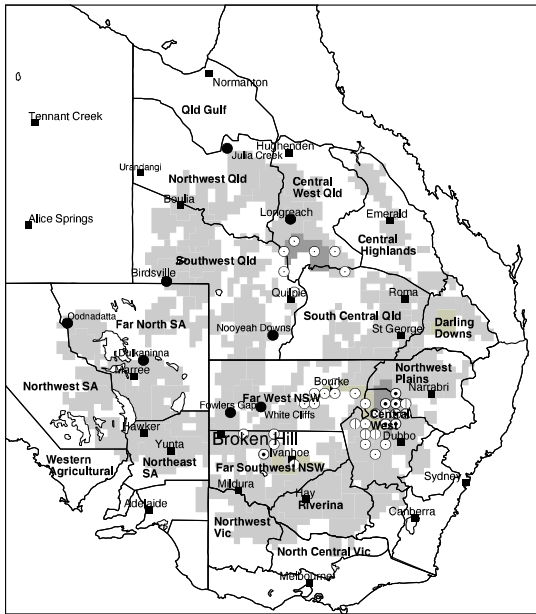 Normanton
Tennant Creek
Qld Gulf
Hughenden
Julia Creek
Urandangi
Northwest Qld
Central
West Qld
Boulia
Longreach
Emerald
Alice Springs
Central
Highlands
Southwest Qld
Birdsville
Quilpie
Roma
Oodnadatta
Far North SA
South Central Qld
Darling
Downs
Nooyeah Downs
St George
Dulkaninna
Marree
Northwest
Plains
Northwest SA
Bourke
Narrabri
Far West NSW
Fowlers Gap
White Cliffs
Central
West
Hawker
Broken Hill
Dubbo
Yunta
Ivanhoe
Western
Agricultural
Northeast
SA
Far Southwest NSW
Sydney
Mildura
Hay
Riverina
Adelaide
Canberra
Northwest
Vic
North Central Vic
Melbourne